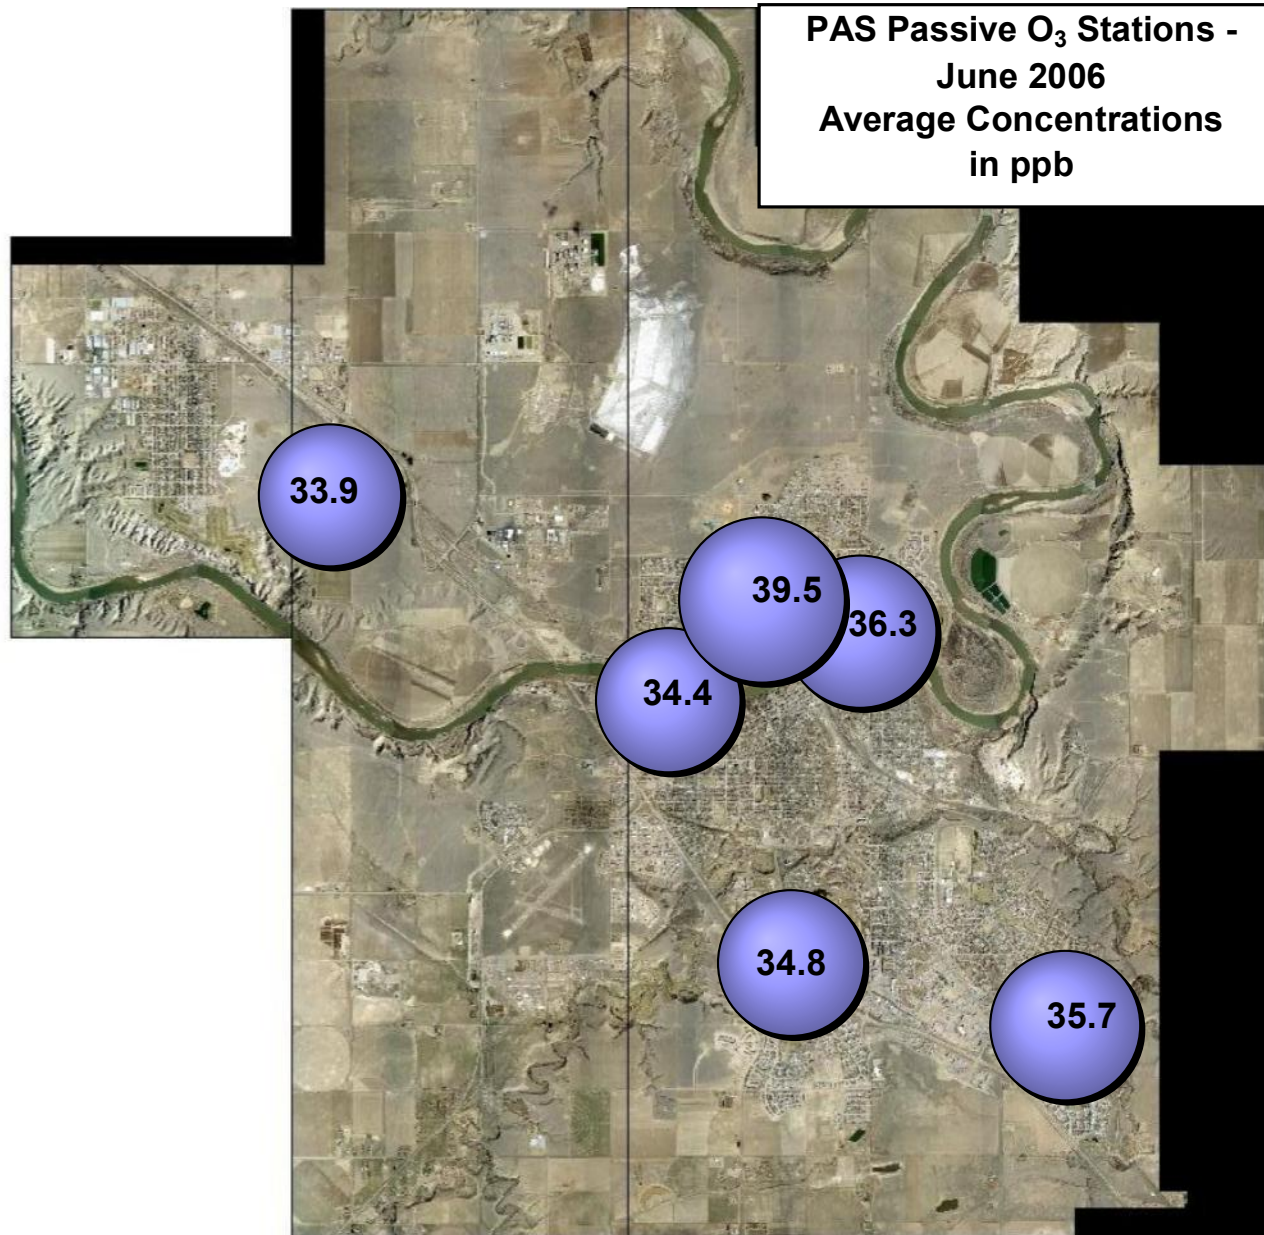 PAS Passive O₃ Stations -
June 2006
Average Concentrations
in ppb
33.9
39.5
36.3
34.4
34.8
35.7